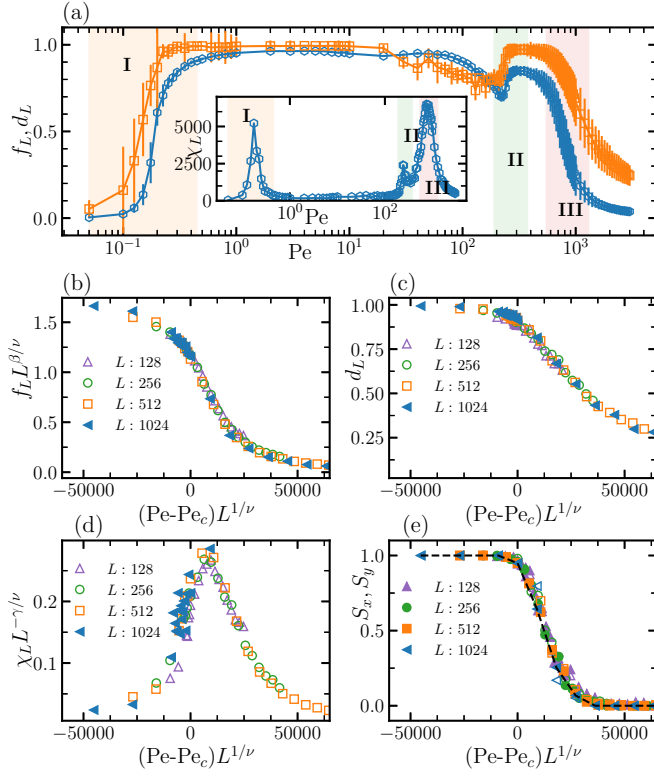 (a)
1.0
0.5
0.0
f_L, d_L
I
II
III
5000
2500
0
χ_L
I
II
III
10^0
10^2
Pe
10^{-1}
10^0
10^1
10^2
10^3
Pe
(b)
1.5
1.0
0.5
0.0
f_L L^{β/ν}
L : 128
L : 256
L : 512
L : 1024
−50000
0
50000
(Pe-Pe_c)L^{1/ν}
(c)
1.00
0.75
0.50
0.25
d_L
L : 128
L : 256
L : 512
L : 1024
−50000
0
50000
(Pe-Pe_c)L^{1/ν}
(d)
0.2
0.1
χ_L L^{−γ/ν}
L : 128
L : 256
L : 512
L : 1024
−50000
0
50000
(Pe-Pe_c)L^{1/ν}
(e)
1.0
0.5
0.0
S_x, S_y
L : 128
L : 256
L : 512
L : 1024
−50000
0
50000
(Pe-Pe_c)L^{1/ν}